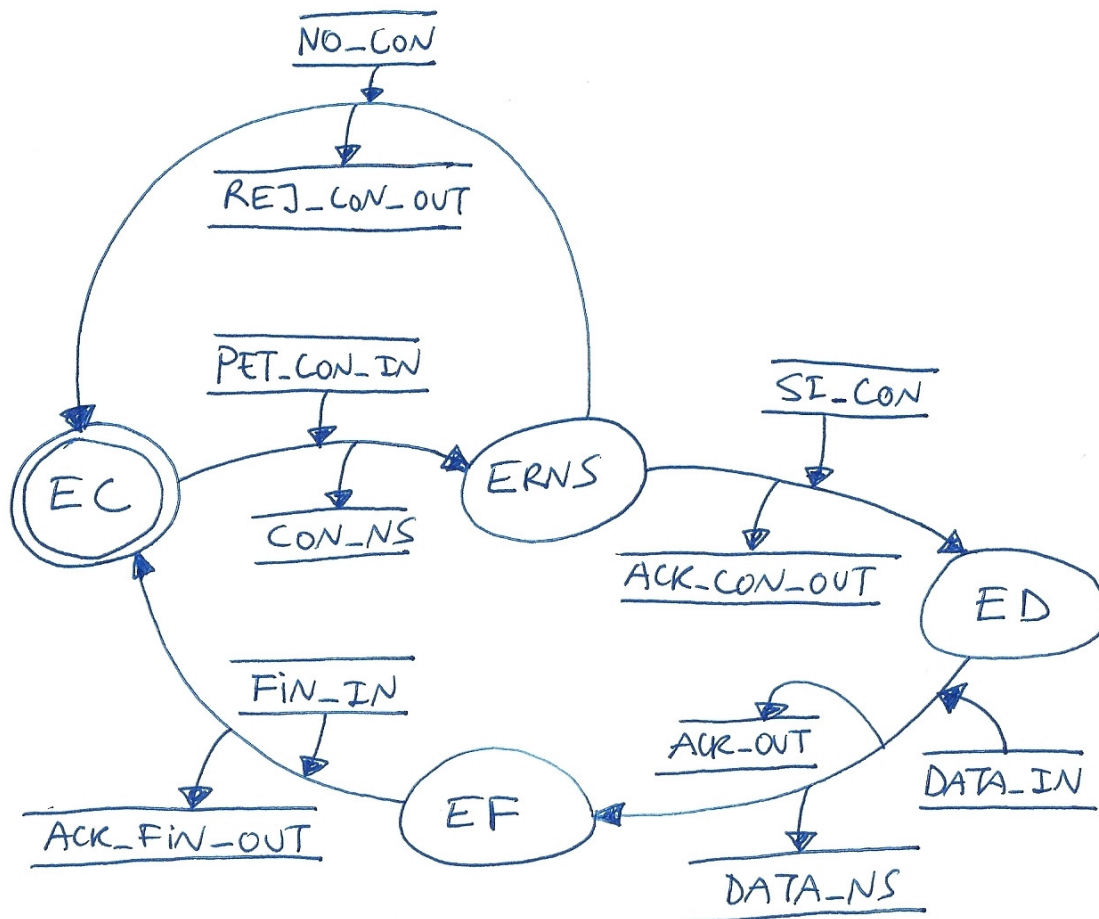 NO_CON
REJ_CON_OUT
PET_CON_IN
SI_CON
EC
ERNS
CON_NS
ACK_CON_OUT
ED
FiN_IN
ACK_OUT
DATA_IN
EF
ACK_FiN_OUT
DATA_NS